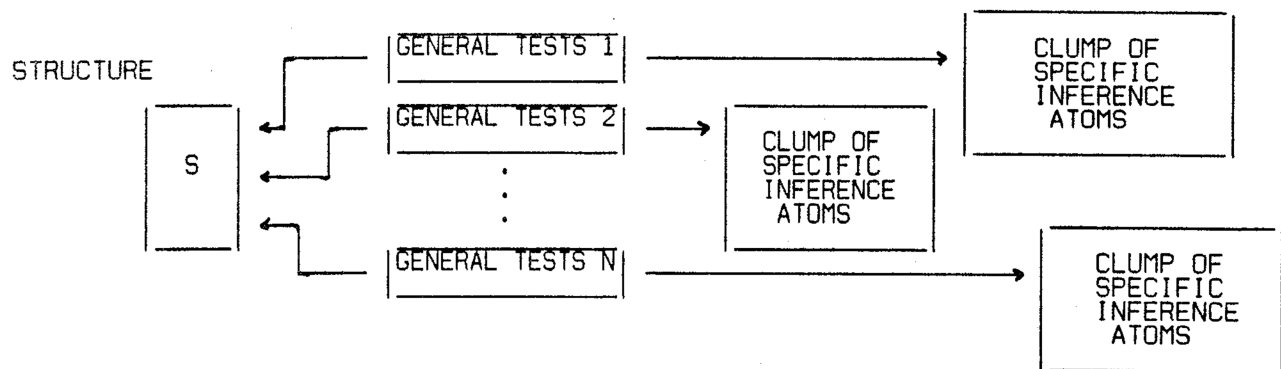 STRUCTURE
S
GENERAL TESTS 1
GENERAL TESTS 2
GENERAL TESTS N
CLUMP OF
SPECIFIC
INFERENCE
ATOMS
CLUMP OF
SPECIFIC
INFERENCE
ATOMS
CLUMP OF
SPECIFIC
INFERENCE
ATOMS